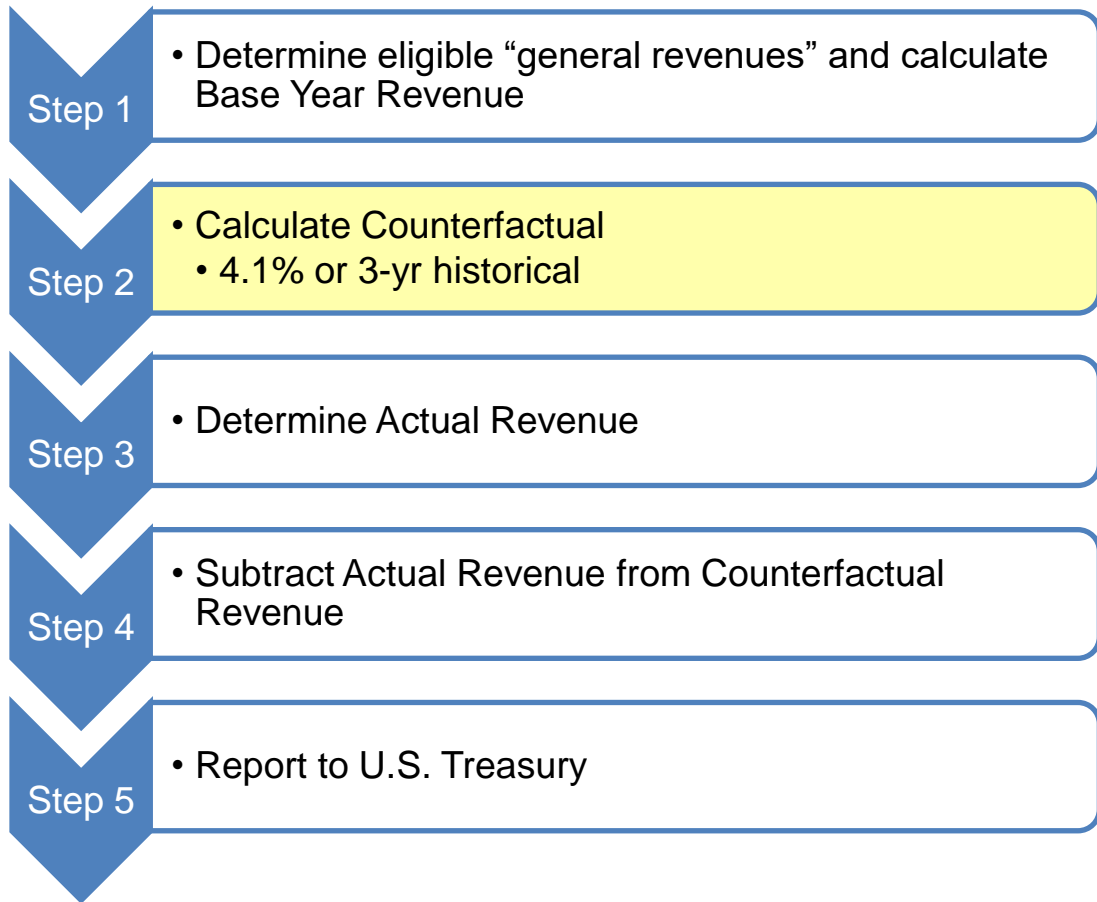 Step 1
• Determine eligible “general revenues” and calculate
Base Year Revenue
Step 2
• Calculate Counterfactual
• 4.1% or 3-yr historical
Step 3
• Determine Actual Revenue
Step 4
• Subtract Actual Revenue from Counterfactual
Revenue
Step 5
• Report to U.S. Treasury